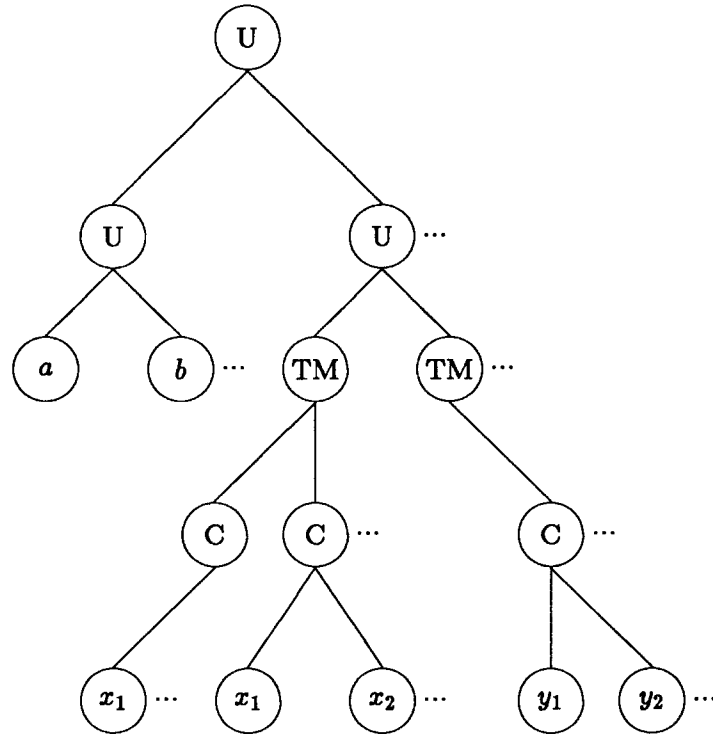 U
U U ...
a b ... TM TM ...
C C ... C ...
x₁ ... x₁ x₂ ... y₁ y₂ ...